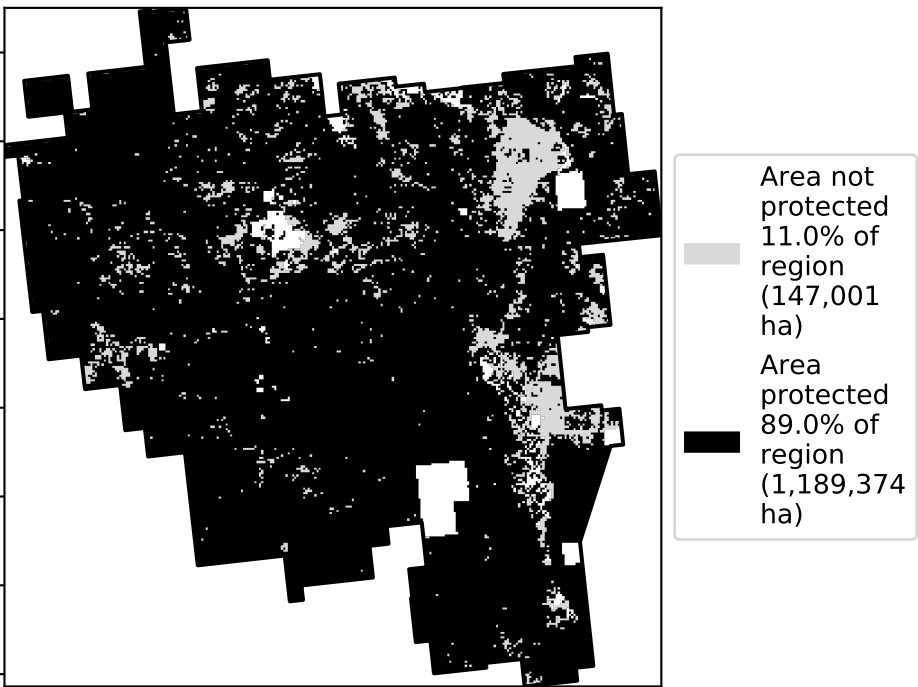 Area not
protected
11.0% of
region
(147,001
ha)
Area
protected
89.0% of
region
(1,189,374
ha)